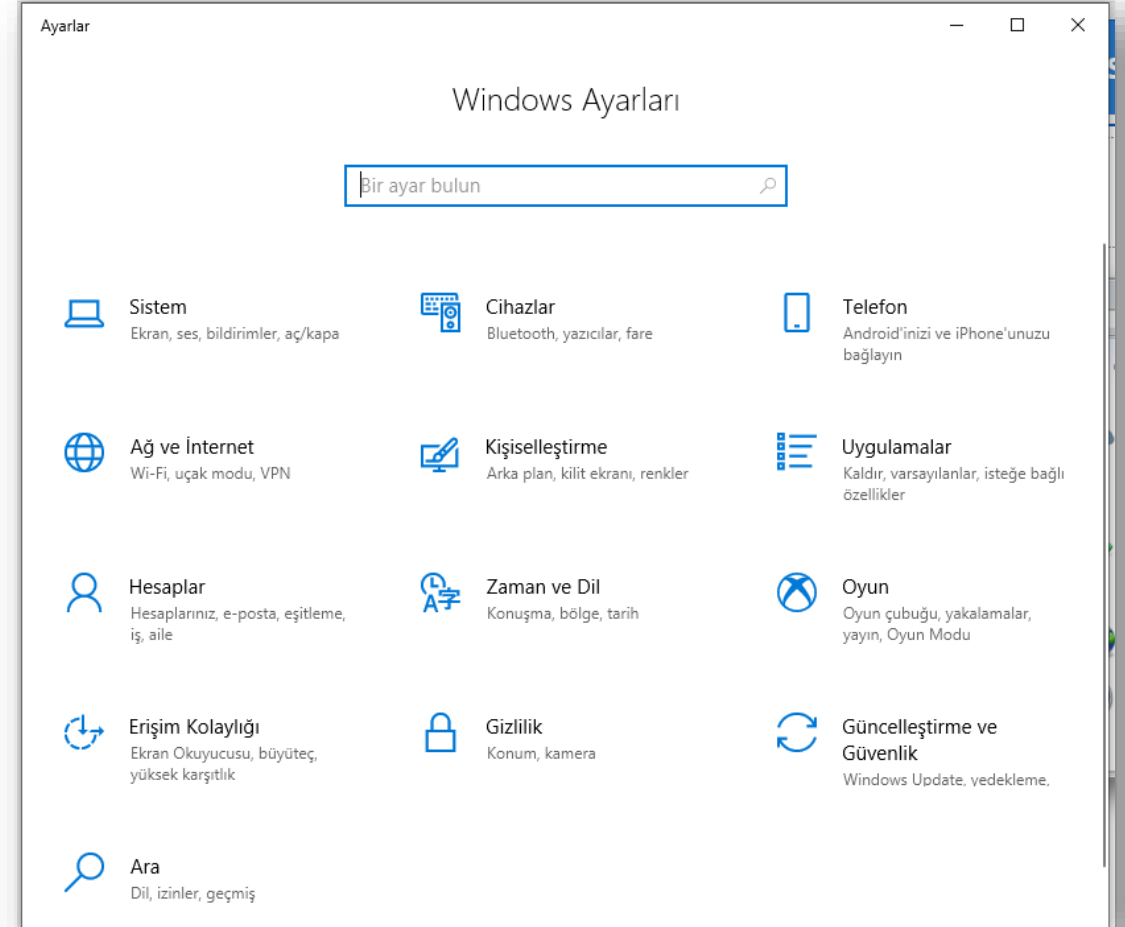 Ayarlar
Windows Ayarları
Bir ayar bulun
Sistem
Ekran, ses, bildirimler, aç/kapa
Cihazlar
Bluetooth, yazıcılar, fare
Telefon
Android'inizi ve iPhone'unuzu
bağlayın
Ağ ve İnternet
Wi-Fi, uçak modu, VPN
Kişiselleştirme
Arka plan, kilit ekranı, renkler
Uygulamalar
Kaldır, varsayılanlar, isteğe bağlı
özellikler
Hesaplar
Hesaplarınız, e-posta, eşitleme,
iş, aile
Zaman ve Dil
Konuşma, bölge, tarih
Oyun
Oyun çubuğu, yakalamalar,
yayın, Oyun Modu
Erişim Kolaylığı
Ekran Okuyucusu, büyüteç,
yüksek karşıtlık
Gizlilik
Konum, kamera
Güncelleştirme ve
Güvenlik
Windows Update, yedekleme,
Ara
Dil, izinler, geçmiş